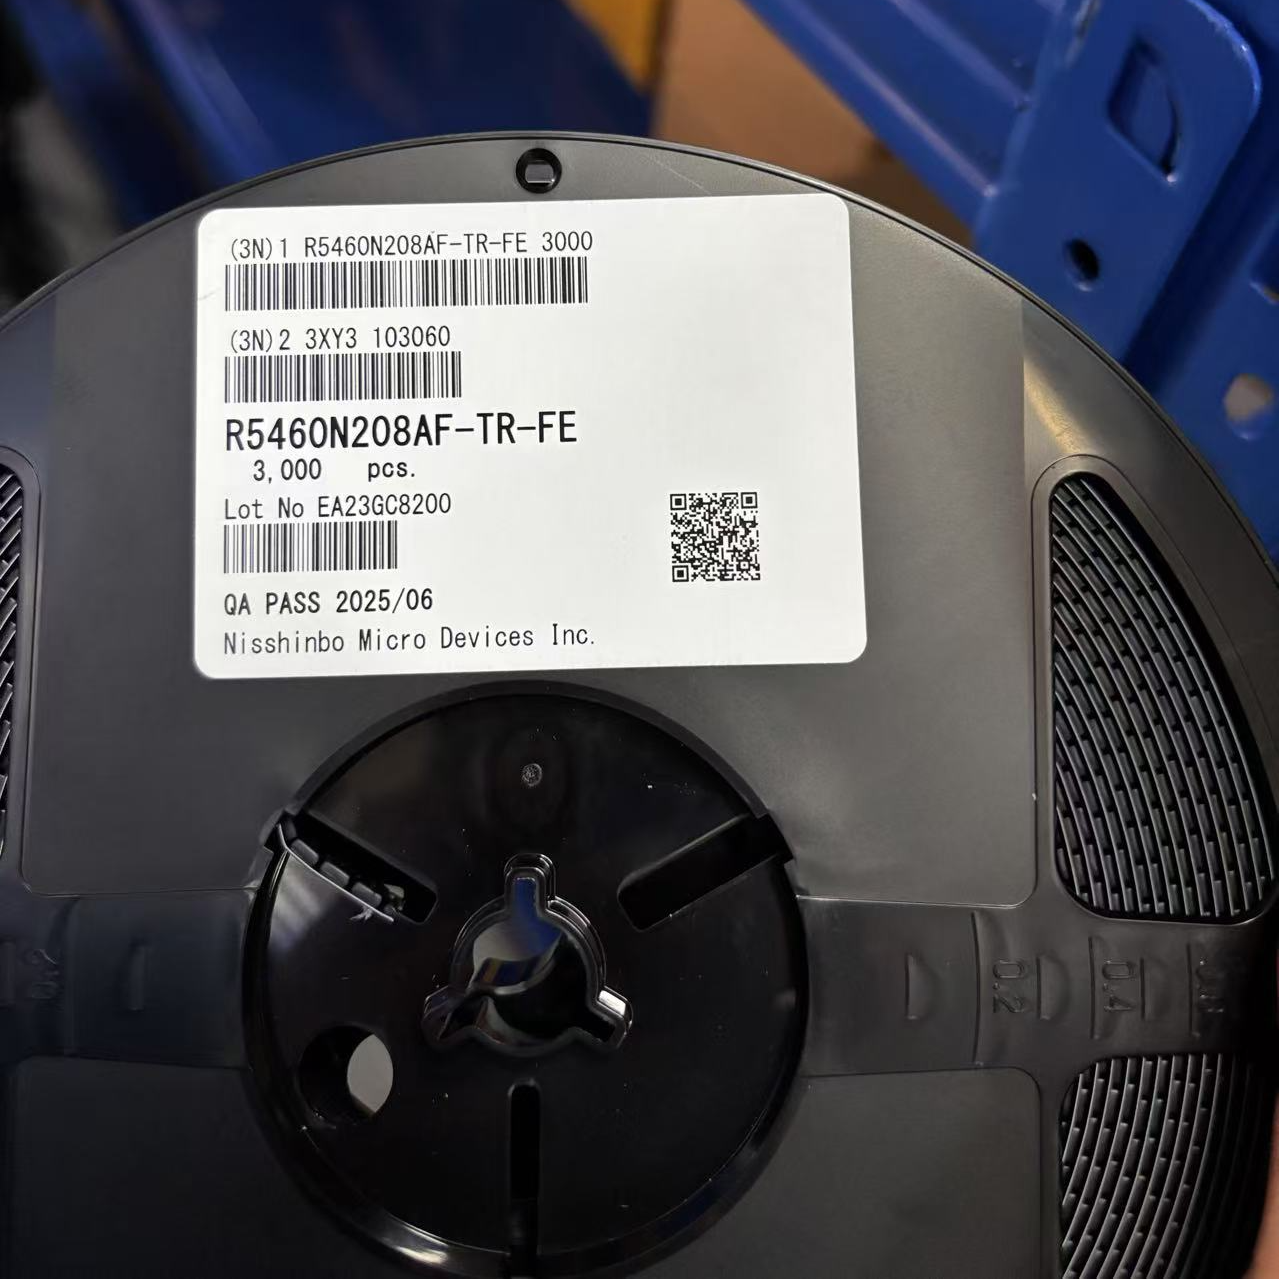 (3N)1 R5460N208AF-TR-FE 3000
(3N)2 3XY3 103060
R5460N208AF-TR-FE
3,000 pcs.
Lot No EA23GC8200
QA PASS 2025/06
Nisshinbo Micro Devices Inc.
0.2
0.4